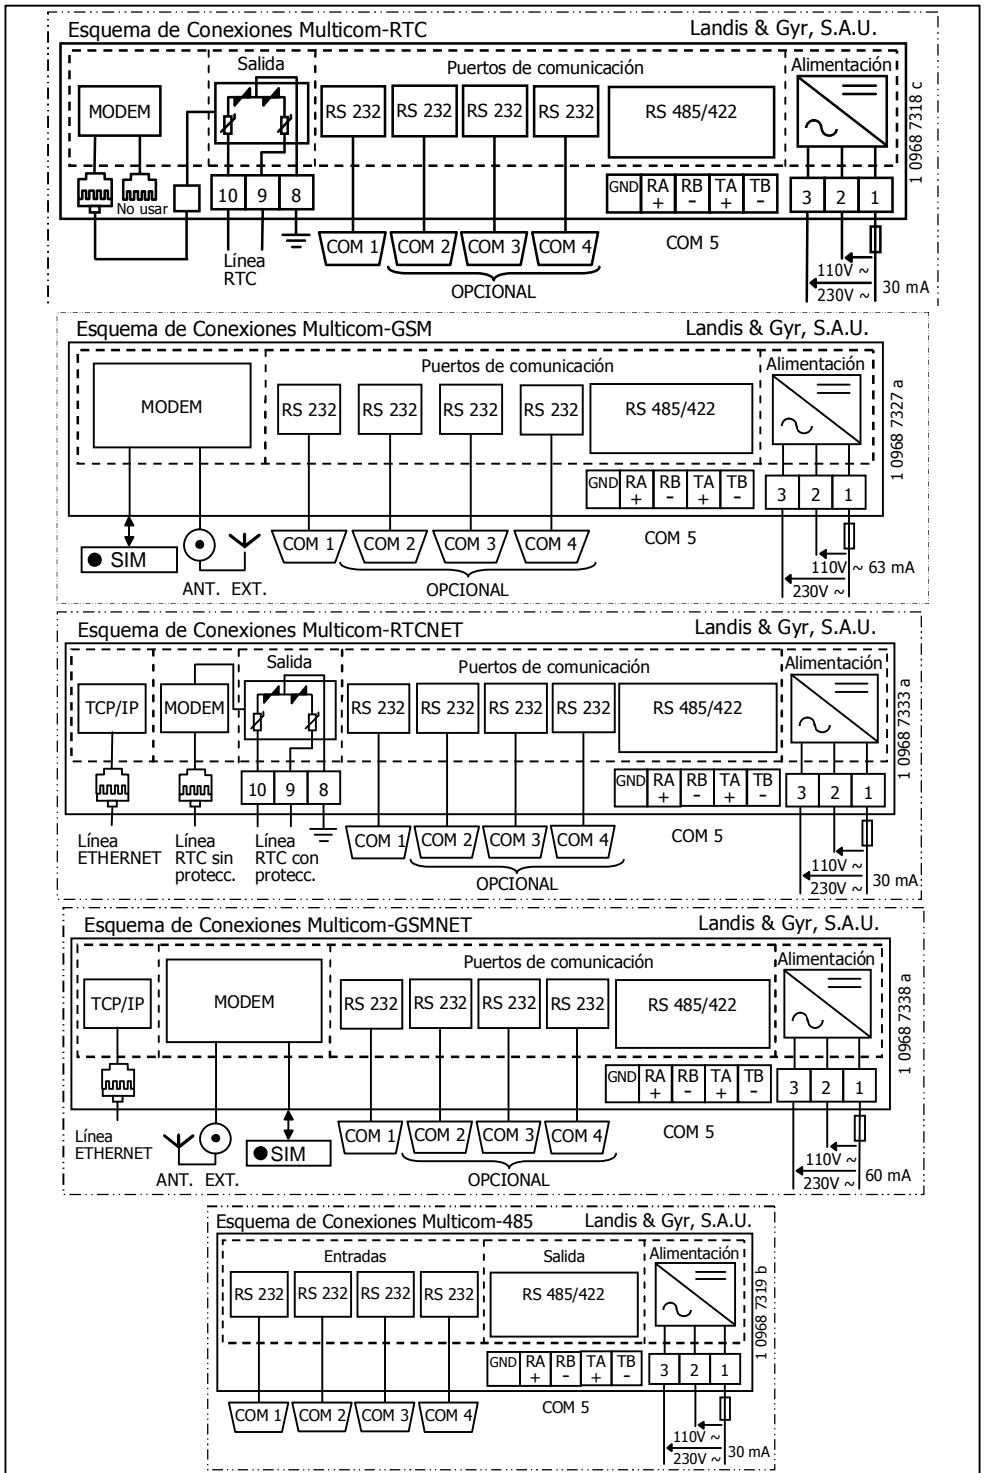 Esquema de Conexiones Multicom-RTC Landis & Gyr, S.A.U.
Salida Puertos de comunicación Alimentación
MODEM RS 232 RS 232 RS 232 RS 232 RS 485/422
1 0968 7318 c
No usar
10 9 8
GND RA + RB - TA + TB -
3 2 1
Línea RTC
COM 1 COM 2 COM 3 COM 4 COM 5
OPCIONAL
110V ~
230V ~
30 mA
Esquema de Conexiones Multicom-GSM Landis & Gyr, S.A.U.
Puertos de comunicación Alimentación
MODEM RS 232 RS 232 RS 232 RS 232 RS 485/422
1 0968 7327 a
GND RA + RB - TA + TB -
3 2 1
SIM
ANT. EXT.
COM 1 COM 2 COM 3 COM 4 COM 5
OPCIONAL
110V ~ 63 mA
230V ~
Esquema de Conexiones Multicom-RTCNET Landis & Gyr, S.A.U.
Salida Puertos de comunicación Alimentación
TCP/IP MODEM RS 232 RS 232 RS 232 RS 232 RS 485/422
1 0968 7333 a
10 9 8
GND RA + RB - TA + TB -
3 2 1
Línea ETHERNET
Línea RTC sin protecc.
Línea RTC con protecc.
COM 1 COM 2 COM 3 COM 4 COM 5
OPCIONAL
110V ~
230V ~
30 mA
Esquema de Conexiones Multicom-GSMNET Landis & Gyr, S.A.U.
Puertos de comunicación Alimentación
TCP/IP MODEM RS 232 RS 232 RS 232 RS 232 RS 485/422
1 0968 7338 a
GND RA + RB - TA + TB -
3 2 1
Línea ETHERNET
ANT. EXT.
SIM
COM 1 COM 2 COM 3 COM 4 COM 5
OPCIONAL
110V ~
230V ~
60 mA
Esquema de Conexiones Multicom-485 Landis & Gyr, S.A.U.
Entradas Salida Alimentación
RS 232 RS 232 RS 232 RS 232 RS 485/422
1 0968 7319 b
GND RA + RB - TA + TB -
3 2 1
COM 1 COM 2 COM 3 COM 4 COM 5
110V ~
230V ~
30 mA